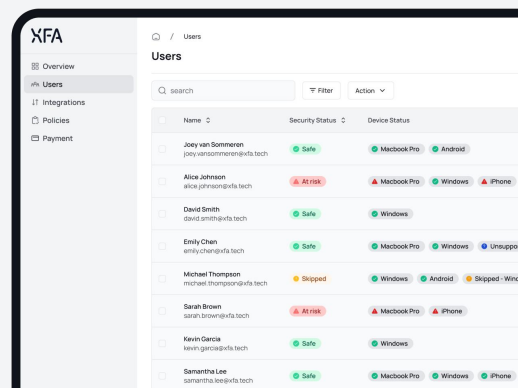 XFA
/ Users
Overview
Users
Integrations
Policies
Payment
Users
search
Filter
Action
Name
Security Status
Device Status
Joey van Sommeren
joey.vansommeren@xfa.tech
Safe
Macbook Pro
Android
Alice Johnson
alice.johnson@xfa.tech
At risk
Macbook Pro
Windows
iPhone
David Smith
david.smith@xfa.tech
Safe
Windows
Emily Chen
emily.chen@xfa.tech
Safe
Macbook Pro
Windows
Unsuppo
Michael Thompson
michael.thompson@xfa.tech
Skipped
Windows
Android
Skipped - Wind
Sarah Brown
sarah.brown@xfa.tech
At risk
Macbook Pro
iPhone
Kevin Garcia
kevin.garcia@xfa.tech
Safe
Windows
Samantha Lee
samantha.lee@xfa.tech
Safe
Macbook Pro
Windows
iPhone